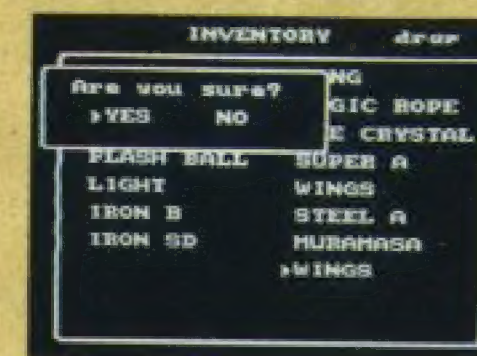 INVENTORY drop
Are you sure?
▸YES NO
NG
GIC ROPE
E CRYSTAL
FLASH BALL SUPER A
LIGHT WINGS
IRON B STEEL A
IRON SD MURAMASA
▸WINGS